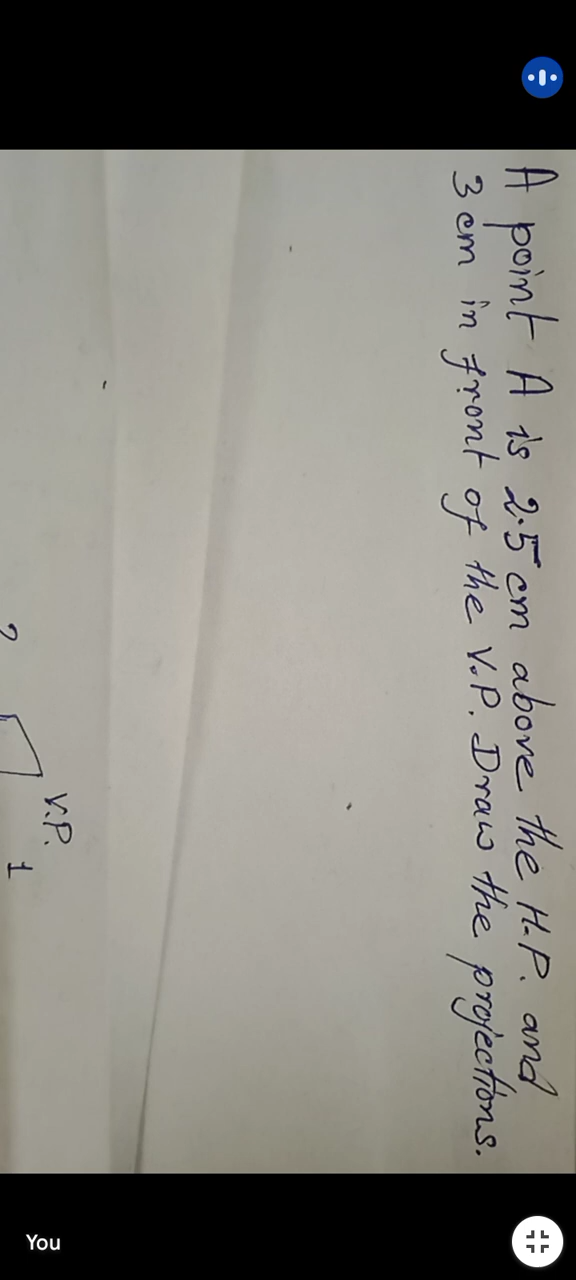 A point A is 2.5 cm above the H.P. and
3 cm in front of the V.P. Draw the projections.
V.P.
2
1
You